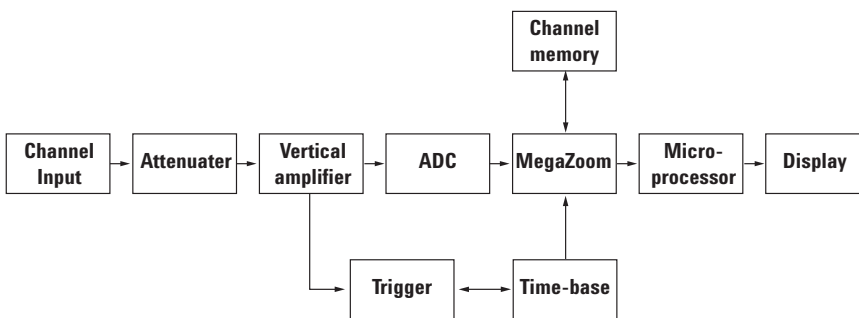 Channel
memory
Channel
Input
Attenuater
Vertical
amplifier
ADC
MegaZoom
Micro-
processor
Display
Trigger
Time-base